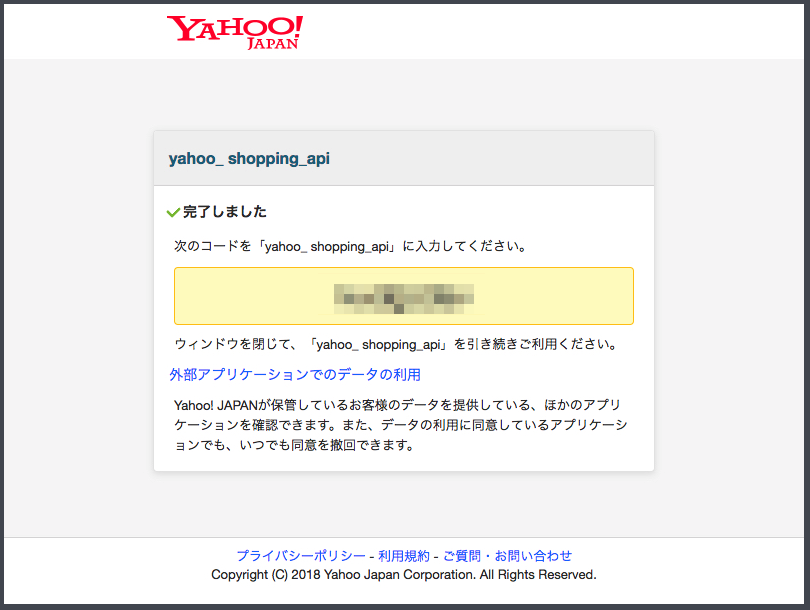 YAHOO!
JAPAN
yahoo_ shopping_api
完了しました
次のコードを「yahoo_ shopping_api」に入力してください。
ウィンドウを閉じて、「yahoo_ shopping_api」を引き続きご利用ください。
外部アプリケーションでのデータの利用
Yahoo! JAPANが保管しているお客様のデータを提供している、ほかのアプリ
ケーションを確認できます。また、データの利用に同意しているアプリケーシ
ョンでも、いつでも同意を撤回できます。
プライバシーポリシー - 利用規約 - ご質問・お問い合わせ
Copyright (C) 2018 Yahoo Japan Corporation. All Rights Reserved.